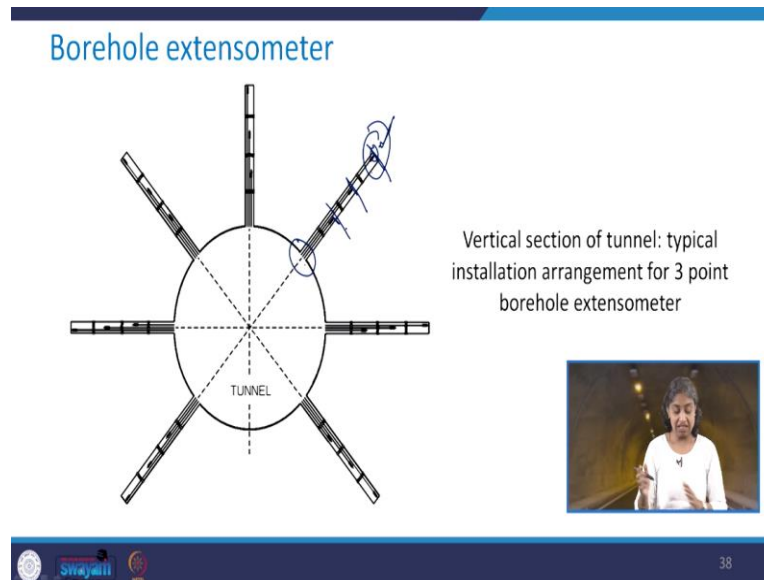 Borehole extensometer
TUNNEL
Vertical section of tunnel: typical
installation arrangement for 3 point
borehole extensometer
swayam
38